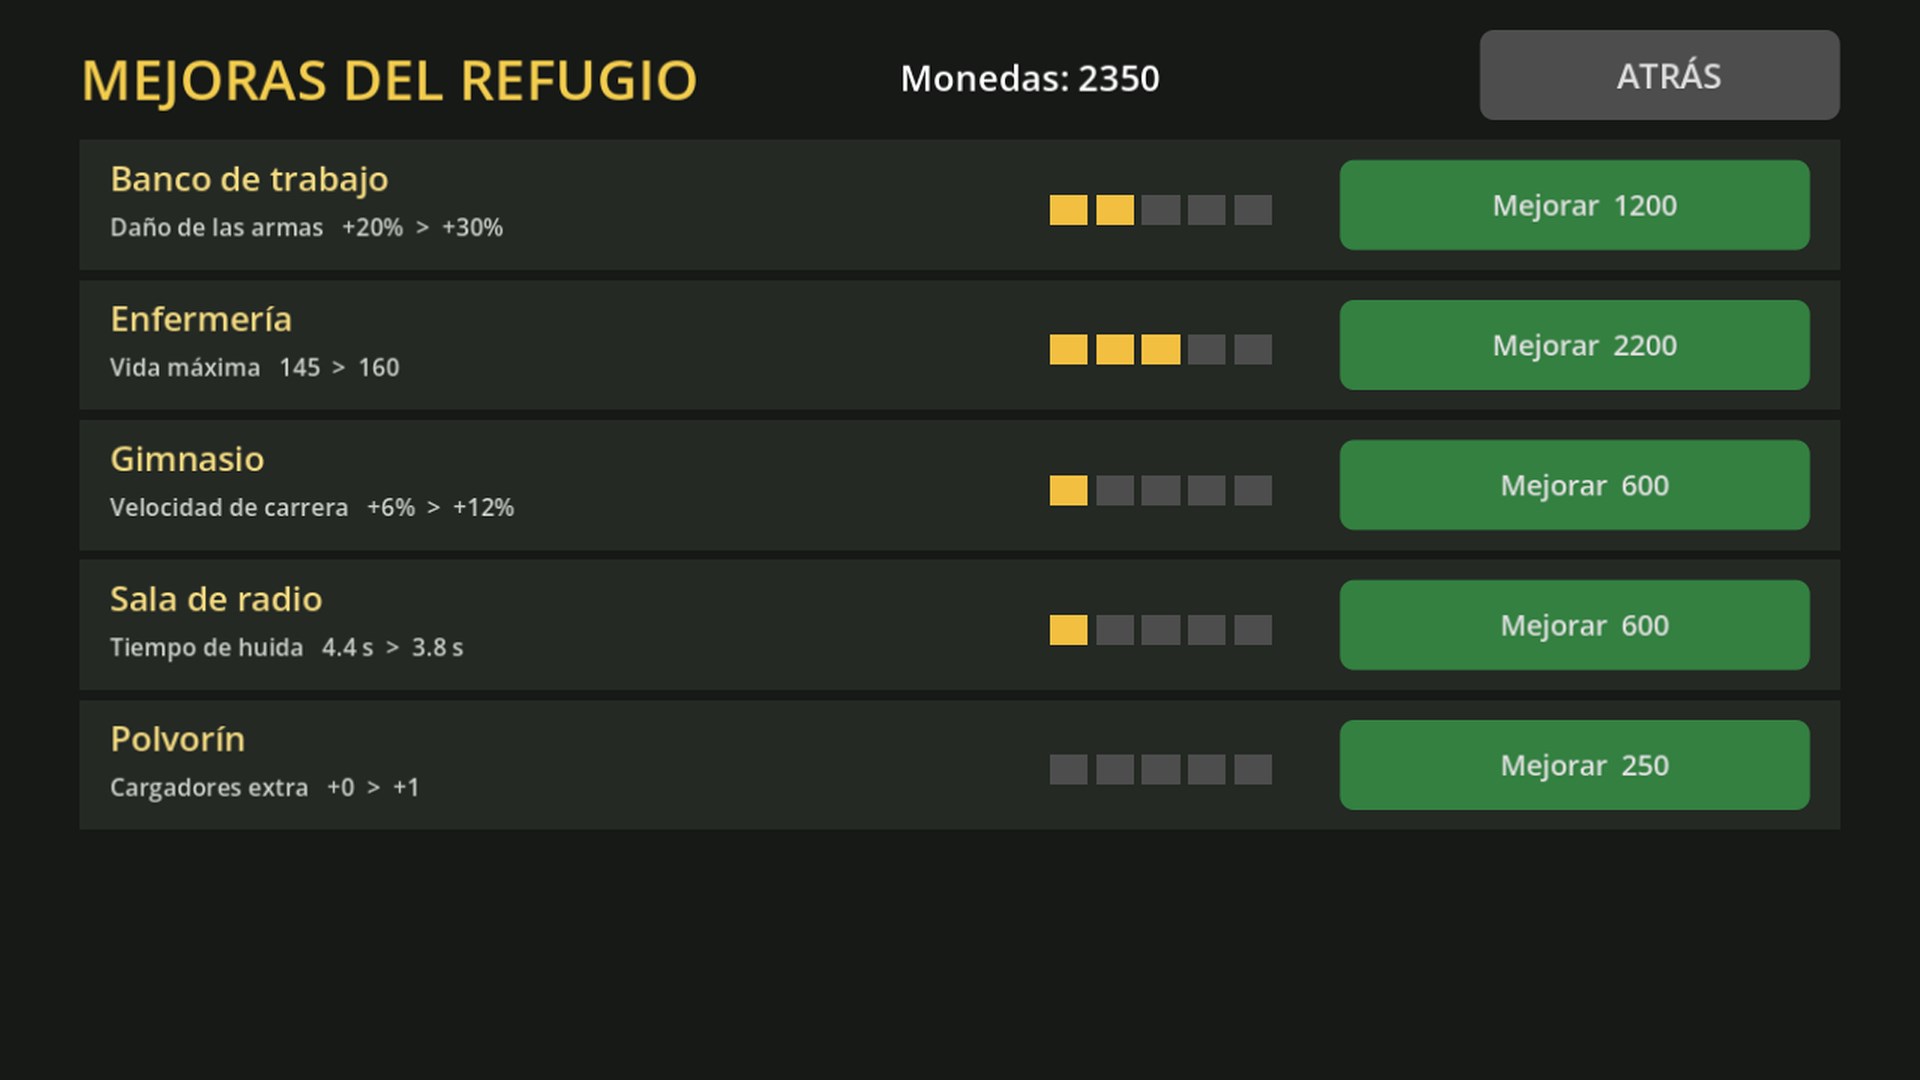 MEJORAS DEL REFUGIO
Monedas: 2350
ATRÁS
Banco de trabajo
Daño de las armas +20% > +30%
Mejorar 1200
Enfermería
Vida máxima 145 > 160
Mejorar 2200
Gimnasio
Velocidad de carrera +6% > +12%
Mejorar 600
Sala de radio
Tiempo de huida 4.4 s > 3.8 s
Mejorar 600
Polvorín
Cargadores extra +0 > +1
Mejorar 250